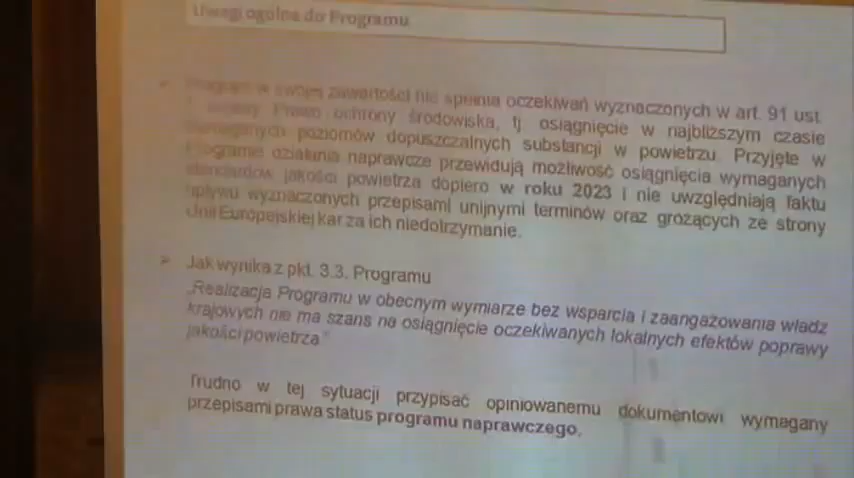 Uwagi ogólne do Programu
Program w swojej zawartości nie spełnia oczekiwań wyznaczonych w art. 91 ust.
ustawy Prawo ochrony środowiska, tj. osiągnięcie w najbliższym czasie
wymaganych poziomów dopuszczalnych substancji w powietrzu. Przyjęte w
Programie działania naprawcze przewidują możliwość osiągnięcia wymaganych
standardów jakości powietrza dopiero w roku 2023 i nie uwzględniają faktu
upływu wyznaczonych przepisami unijnymi terminów oraz grożących ze strony
Unii Europejskiej kar za ich niedotrzymanie.
Jak wynika z pkt. 3.3. Programu
„Realizacja Programu w obecnym wymiarze bez wsparcia i zaangażowania władz
krajowych nie ma szans na osiągnięcie oczekiwanych lokalnych efektów poprawy
jakości powietrza”
Trudno w tej sytuacji przypisać opiniowanemu dokumentowi wymagany
przepisami prawa status programu naprawczego.